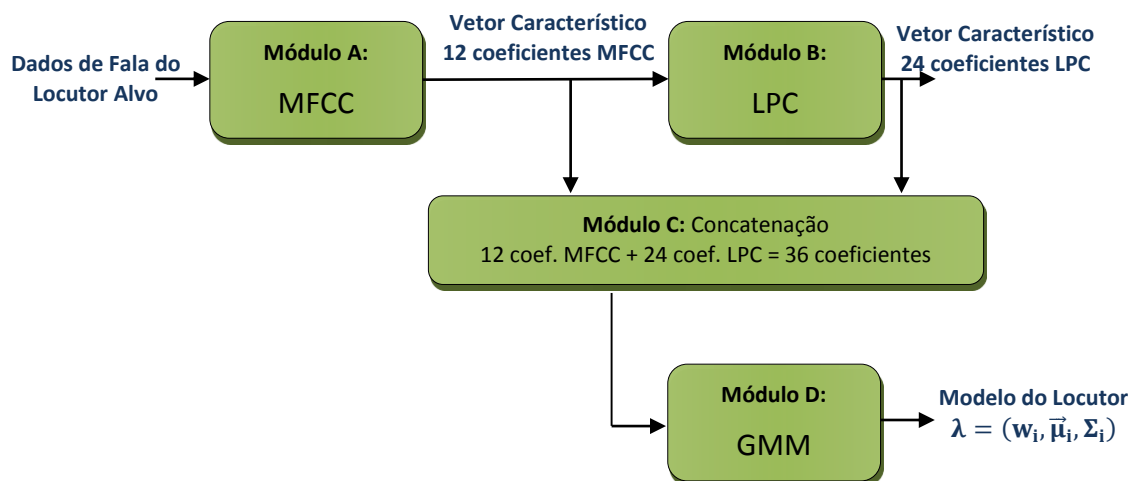 Dados de Fala do
Locutor Alvo
Módulo A:
MFCC
Vetor Característico
12 coeficientes MFCC
Módulo B:
LPC
Vetor Característico
24 coeficientes LPC
Módulo C: Concatenação
12 coef. MFCC + 24 coef. LPC = 36 coeficientes
Módulo D:
GMM
Modelo do Locutor
λ = (wᵢ, μ⃗ᵢ, Σᵢ)